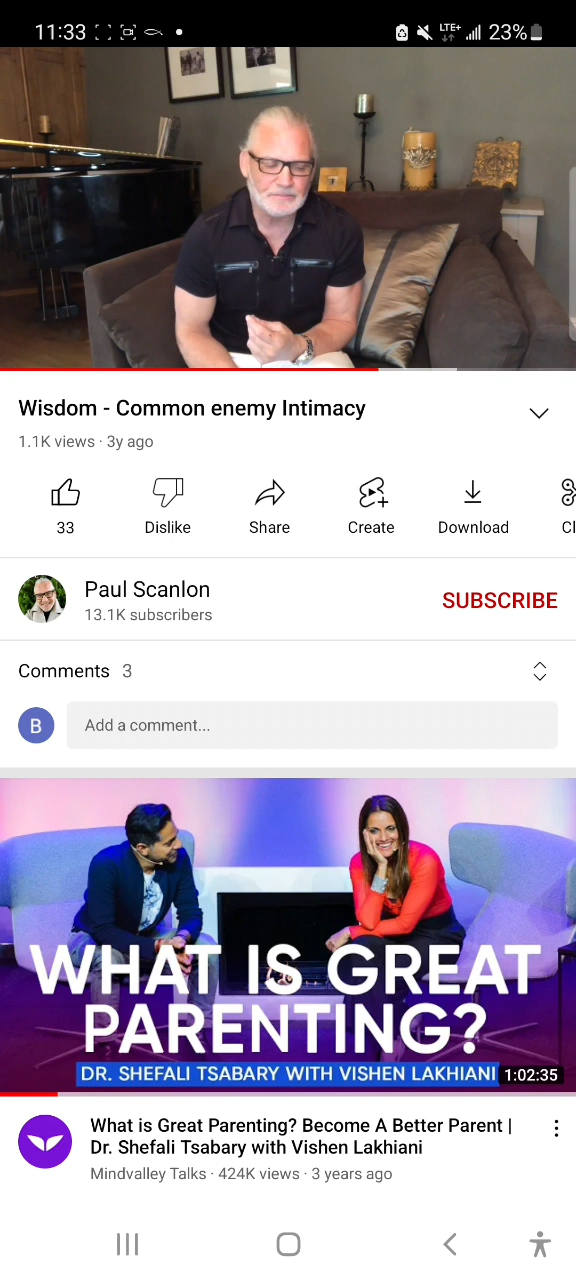 11:33
LTE+
23%
Wisdom - Common enemy Intimacy
1.1K views · 3y ago
33
Dislike
Share
Create
Download
Cl
Paul Scanlon
13.1K subscribers
SUBSCRIBE
Comments 3
B
Add a comment...
WHAT IS GREAT
PARENTING?
DR. SHEFALI TSABARY WITH VISHEN LAKHIANI
1:02:35
What is Great Parenting? Become A Better Parent |
Dr. Shefali Tsabary with Vishen Lakhiani
Mindvalley Talks · 424K views · 3 years ago